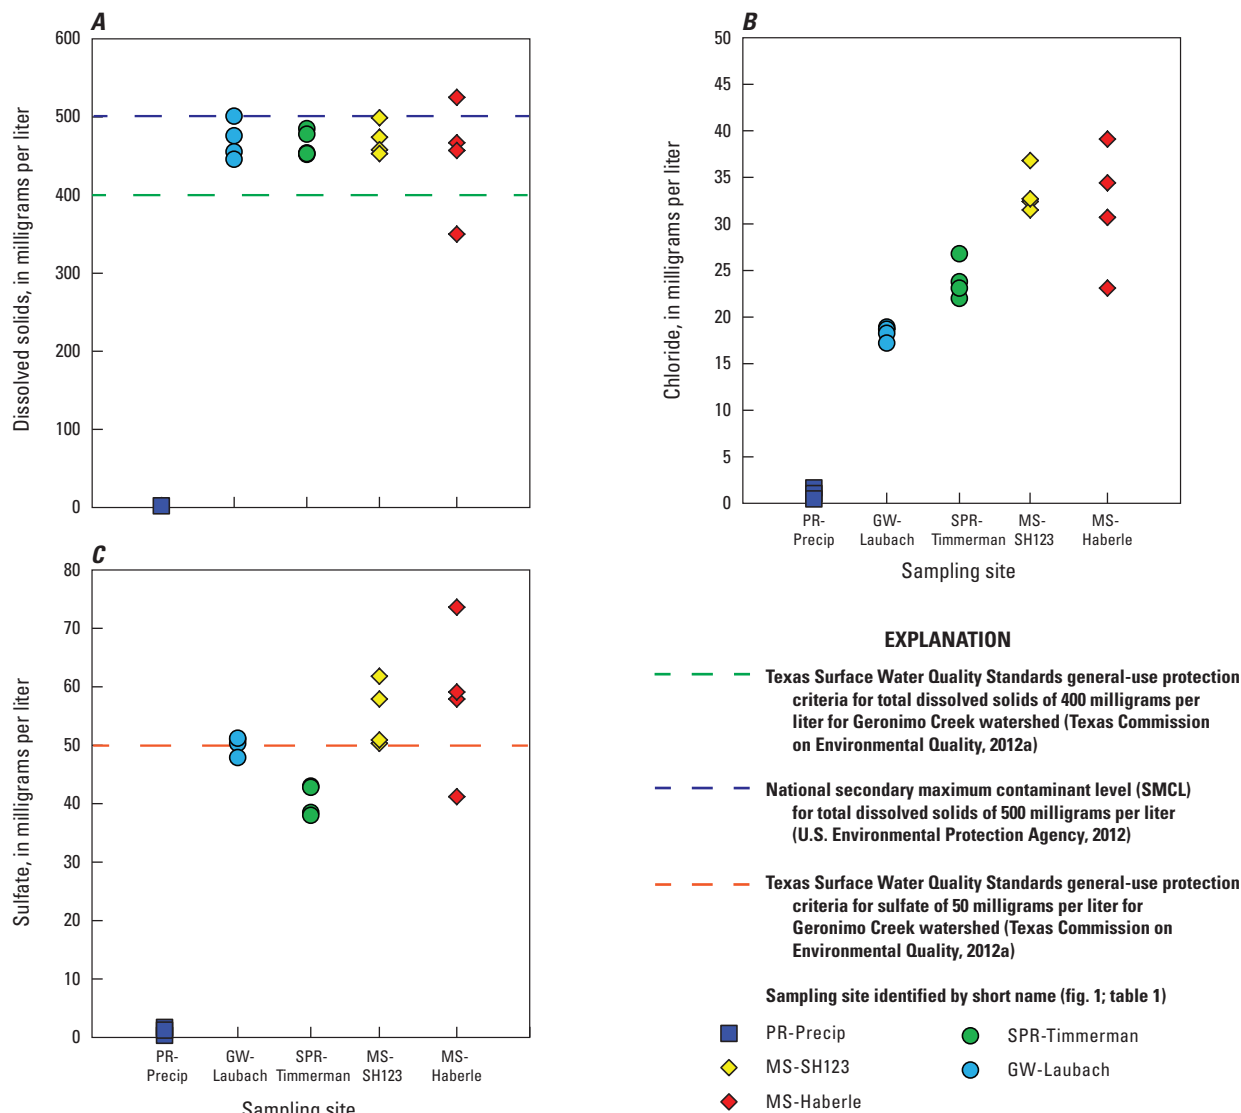 A
600
500
400
300
200
100
0
Dissolved solids, in milligrams per liter
B
50
45
40
35
30
25
20
15
10
5
0
Chloride, in milligrams per liter
PR-
Precip
GW-
Laubach
SPR-
Timmerman
MS-
SH123
MS-
Haberle
Sampling site
C
80
70
60
50
40
30
20
10
0
Sulfate, in milligrams per liter
PR-
Precip
GW-
Laubach
SPR-
Timmerman
MS-
SH123
MS-
Haberle
Sampling site
EXPLANATION
Texas Surface Water Quality Standards general-use protection
criteria for total dissolved solids of 400 milligrams per
liter for Geronimo Creek watershed (Texas Commission
on Environmental Quality, 2012a)
National secondary maximum contaminant level (SMCL)
for total dissolved solids of 500 milligrams per liter
(U.S. Environmental Protection Agency, 2012)
Texas Surface Water Quality Standards general-use protection
criteria for sulfate of 50 milligrams per liter for
Geronimo Creek watershed (Texas Commission on
Environmental Quality, 2012a)
Sampling site identified by short name (fig. 1; table 1)
PR-Precip
MS-SH123
MS-Haberle
SPR-Timmerman
GW-Laubach